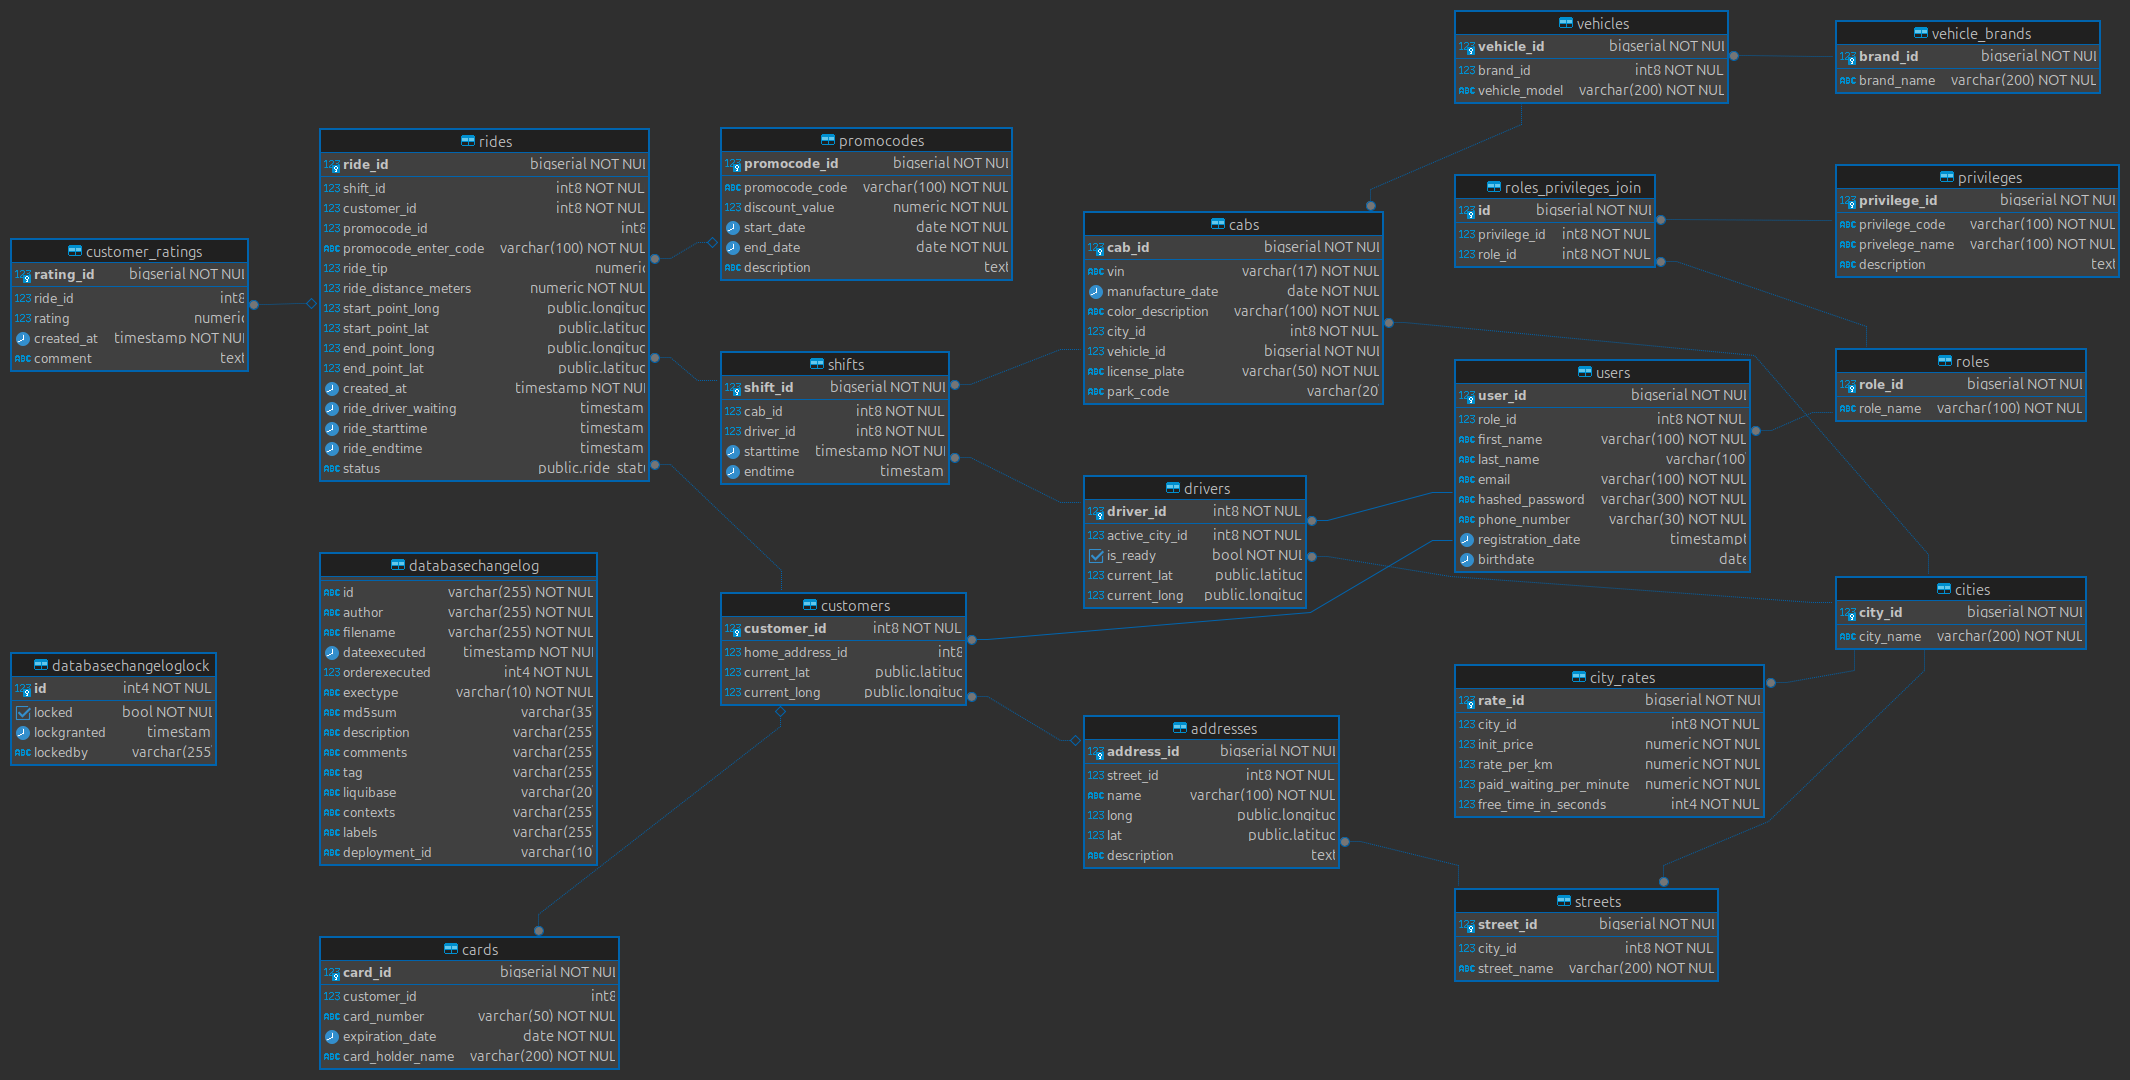 vehicles
vehicle_id bigserial NOT NUL
brand_id int8 NOT NUL
vehicle_model varchar(200) NOT NUL
vehicle_brands
brand_id bigserial NOT NUL
brand_name varchar(200) NOT NUL
rides
ride_id bigserial NOT NUL
shift_id int8 NOT NUL
customer_id int8 NOT NUL
promocode_id int8
promocode_enter_code varchar(100) NOT NUL
ride_tip numeric
ride_distance_meters numeric NOT NUL
start_point_long public.longituc
start_point_lat public.latituc
end_point_long public.longituc
end_point_lat public.latituc
created_at timestamp NOT NUL
ride_driver_waiting timestam
ride_starttime timestam
ride_endtime timestam
status public.ride_stat
promocodes
promocode_id bigserial NOT NUL
promocode_code varchar(100) NOT NUL
discount_value numeric NOT NUL
start_date date NOT NUL
end_date date NOT NUL
description text
roles_privileges_join
id bigserial NOT NUL
privilege_id int8 NOT NUL
role_id int8 NOT NUL
privileges
privilege_id bigserial NOT NUL
privilege_code varchar(100) NOT NUL
privelege_name varchar(100) NOT NUL
description text
customer_ratings
rating_id bigserial NOT NUL
ride_id int8
rating numeric
created_at timestamp NOT NUL
comment text
cabs
cab_id bigserial NOT NUL
vin varchar(17) NOT NUL
manufacture_date date NOT NUL
color_description varchar(100) NOT NUL
city_id int8 NOT NUL
vehicle_id bigserial NOT NUL
license_plate varchar(50) NOT NUL
park_code varchar(20
shifts
shift_id bigserial NOT NUL
cab_id int8 NOT NUL
driver_id int8 NOT NUL
starttime timestamp NOT NUL
endtime timestam
users
user_id bigserial NOT NUL
role_id int8 NOT NUL
first_name varchar(100) NOT NUL
last_name varchar(100
email varchar(100) NOT NUL
hashed_password varchar(300) NOT NUL
phone_number varchar(30) NOT NUL
registration_date timestampt
birthdate date
roles
role_id bigserial NOT NUL
role_name varchar(100) NOT NUL
drivers
driver_id int8 NOT NUL
active_city_id int8 NOT NUL
is_ready bool NOT NUL
current_lat public.latituc
current_long public.longituc
databasechangelog
id varchar(255) NOT NUL
author varchar(255) NOT NUL
filename varchar(255) NOT NUL
dateexecuted timestamp NOT NUL
orderexecuted int4 NOT NUL
exectype varchar(10) NOT NUL
md5sum varchar(35
description varchar(255
comments varchar(255
tag varchar(255
liquibase varchar(20
contexts varchar(255
labels varchar(255
deployment_id varchar(10
customers
customer_id int8 NOT NUL
home_address_id int8
current_lat public.latituc
current_long public.longituc
cities
city_id bigserial NOT NUL
city_name varchar(200) NOT NUL
databasechangeloglock
id int4 NOT NUL
locked bool NOT NUL
lockgranted timestam
lockedby varchar(255
city_rates
rate_id bigserial NOT NUL
city_id int8 NOT NUL
init_price numeric NOT NUL
rate_per_km numeric NOT NUL
paid_waiting_per_minute numeric NOT NUL
free_time_in_seconds int4 NOT NUL
addresses
address_id bigserial NOT NUL
street_id int8 NOT NUL
name varchar(100) NOT NUL
long public.longituc
lat public.latituc
description text
streets
street_id bigserial NOT NUL
city_id int8 NOT NUL
street_name varchar(200) NOT NUL
cards
card_id bigserial NOT NUL
customer_id int8
card_number varchar(50) NOT NUL
expiration_date date NOT NUL
card_holder_name varchar(200) NOT NUL